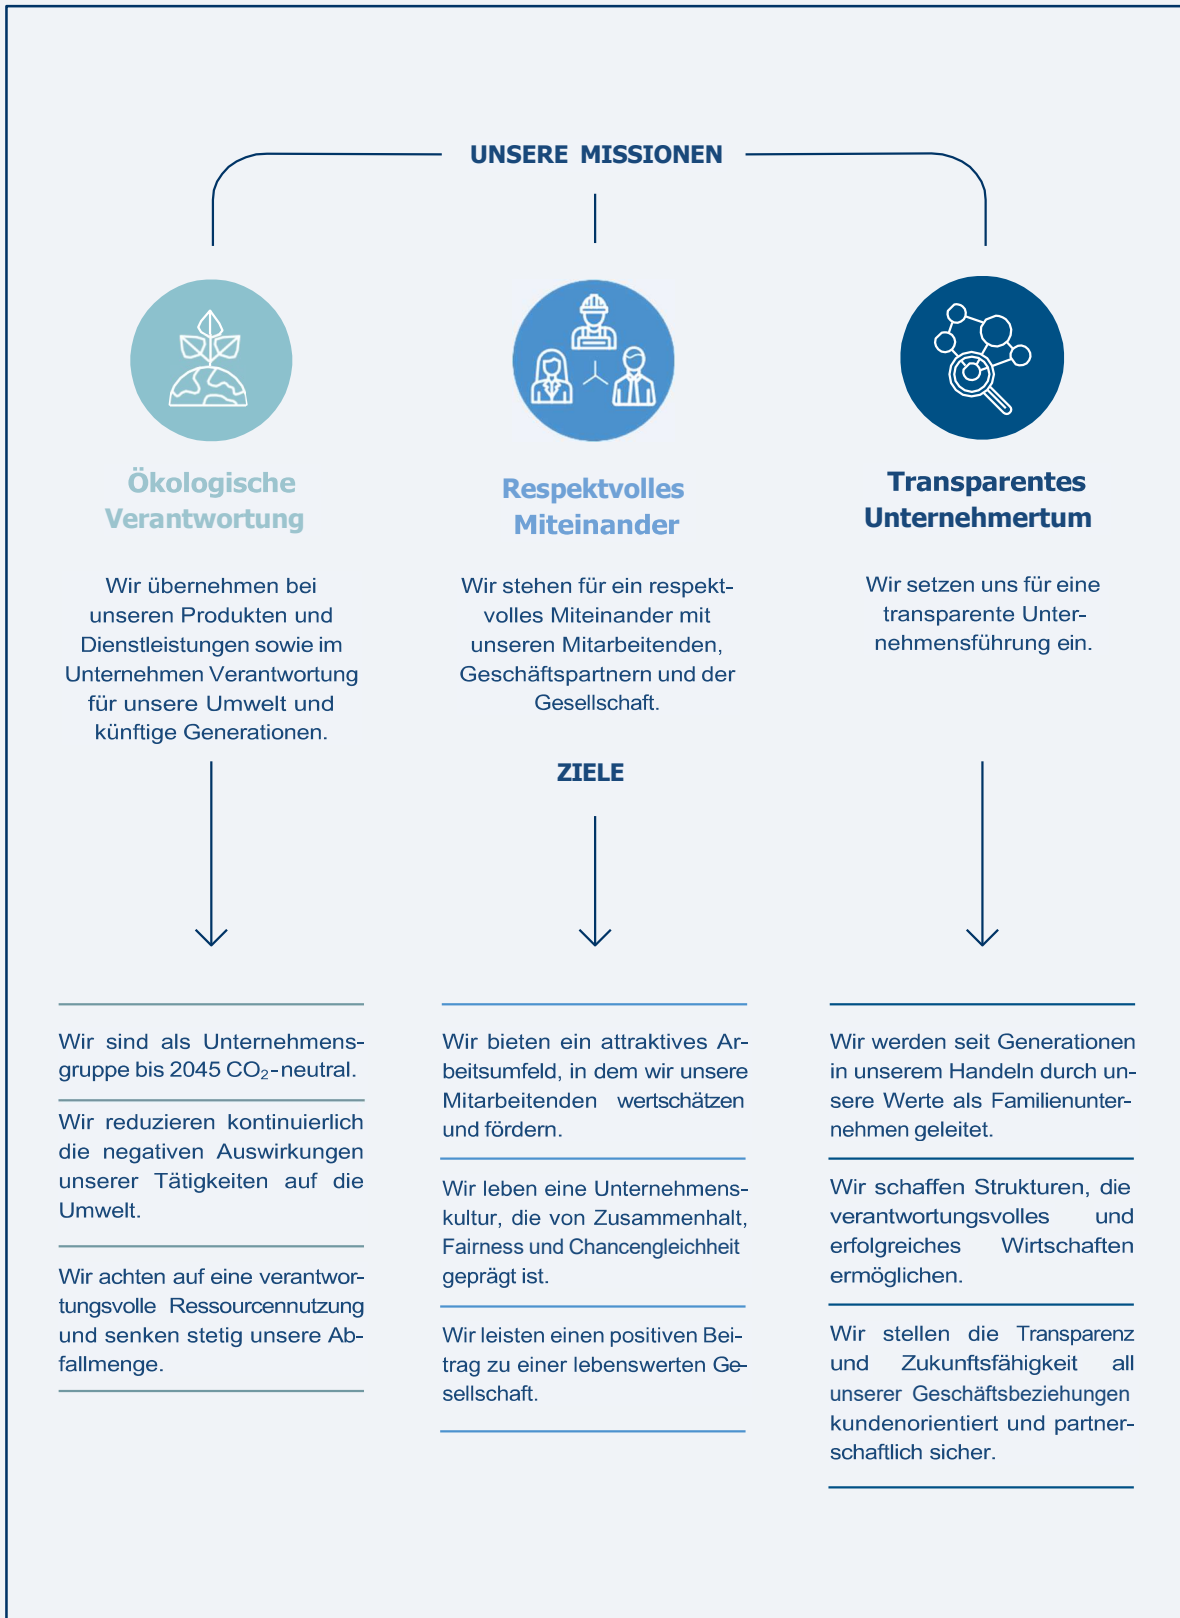 UNSERE MISSIONEN
Ökologische
Verantwortung
Wir übernehmen bei
unseren Produkten und
Dienstleistungen sowie im
Unternehmen Verantwortung
für unsere Umwelt und
künftige Generationen.
Respektvolles
Miteinander
Wir stehen für ein respekt-
volles Miteinander mit
unseren Mitarbeitenden,
Geschäftspartnern und der
Gesellschaft.
Transparentes
Unternehmertum
Wir setzen uns für eine
transparente Unter-
nehmensführung ein.
ZIELE
Wir sind als Unternehmens-
gruppe bis 2045 CO₂-neutral.
Wir reduzieren kontinuierlich
die negativen Auswirkungen
unserer Tätigkeiten auf die
Umwelt.
Wir achten auf eine verantwor-
tungsvolle Ressourcennutzung
und senken stetig unsere Ab-
fallmenge.
Wir bieten ein attraktives Ar-
beitsumfeld, in dem wir unsere
Mitarbeitenden wertschätzen
und fördern.
Wir leben eine Unternehmens-
kultur, die von Zusammenhalt,
Fairness und Chancengleichheit
geprägt ist.
Wir leisten einen positiven Bei-
trag zu einer lebenswerten Ge-
sellschaft.
Wir werden seit Generationen
in unserem Handeln durch un-
sere Werte als Familienunter-
nehmen geleitet.
Wir schaffen Strukturen, die
verantwortungsvolles und
erfolgreiches Wirtschaften
ermöglichen.
Wir stellen die Transparenz
und Zukunftsfähigkeit all
unserer Geschäftsbeziehungen
kundenorientiert und partner-
schaftlich sicher.